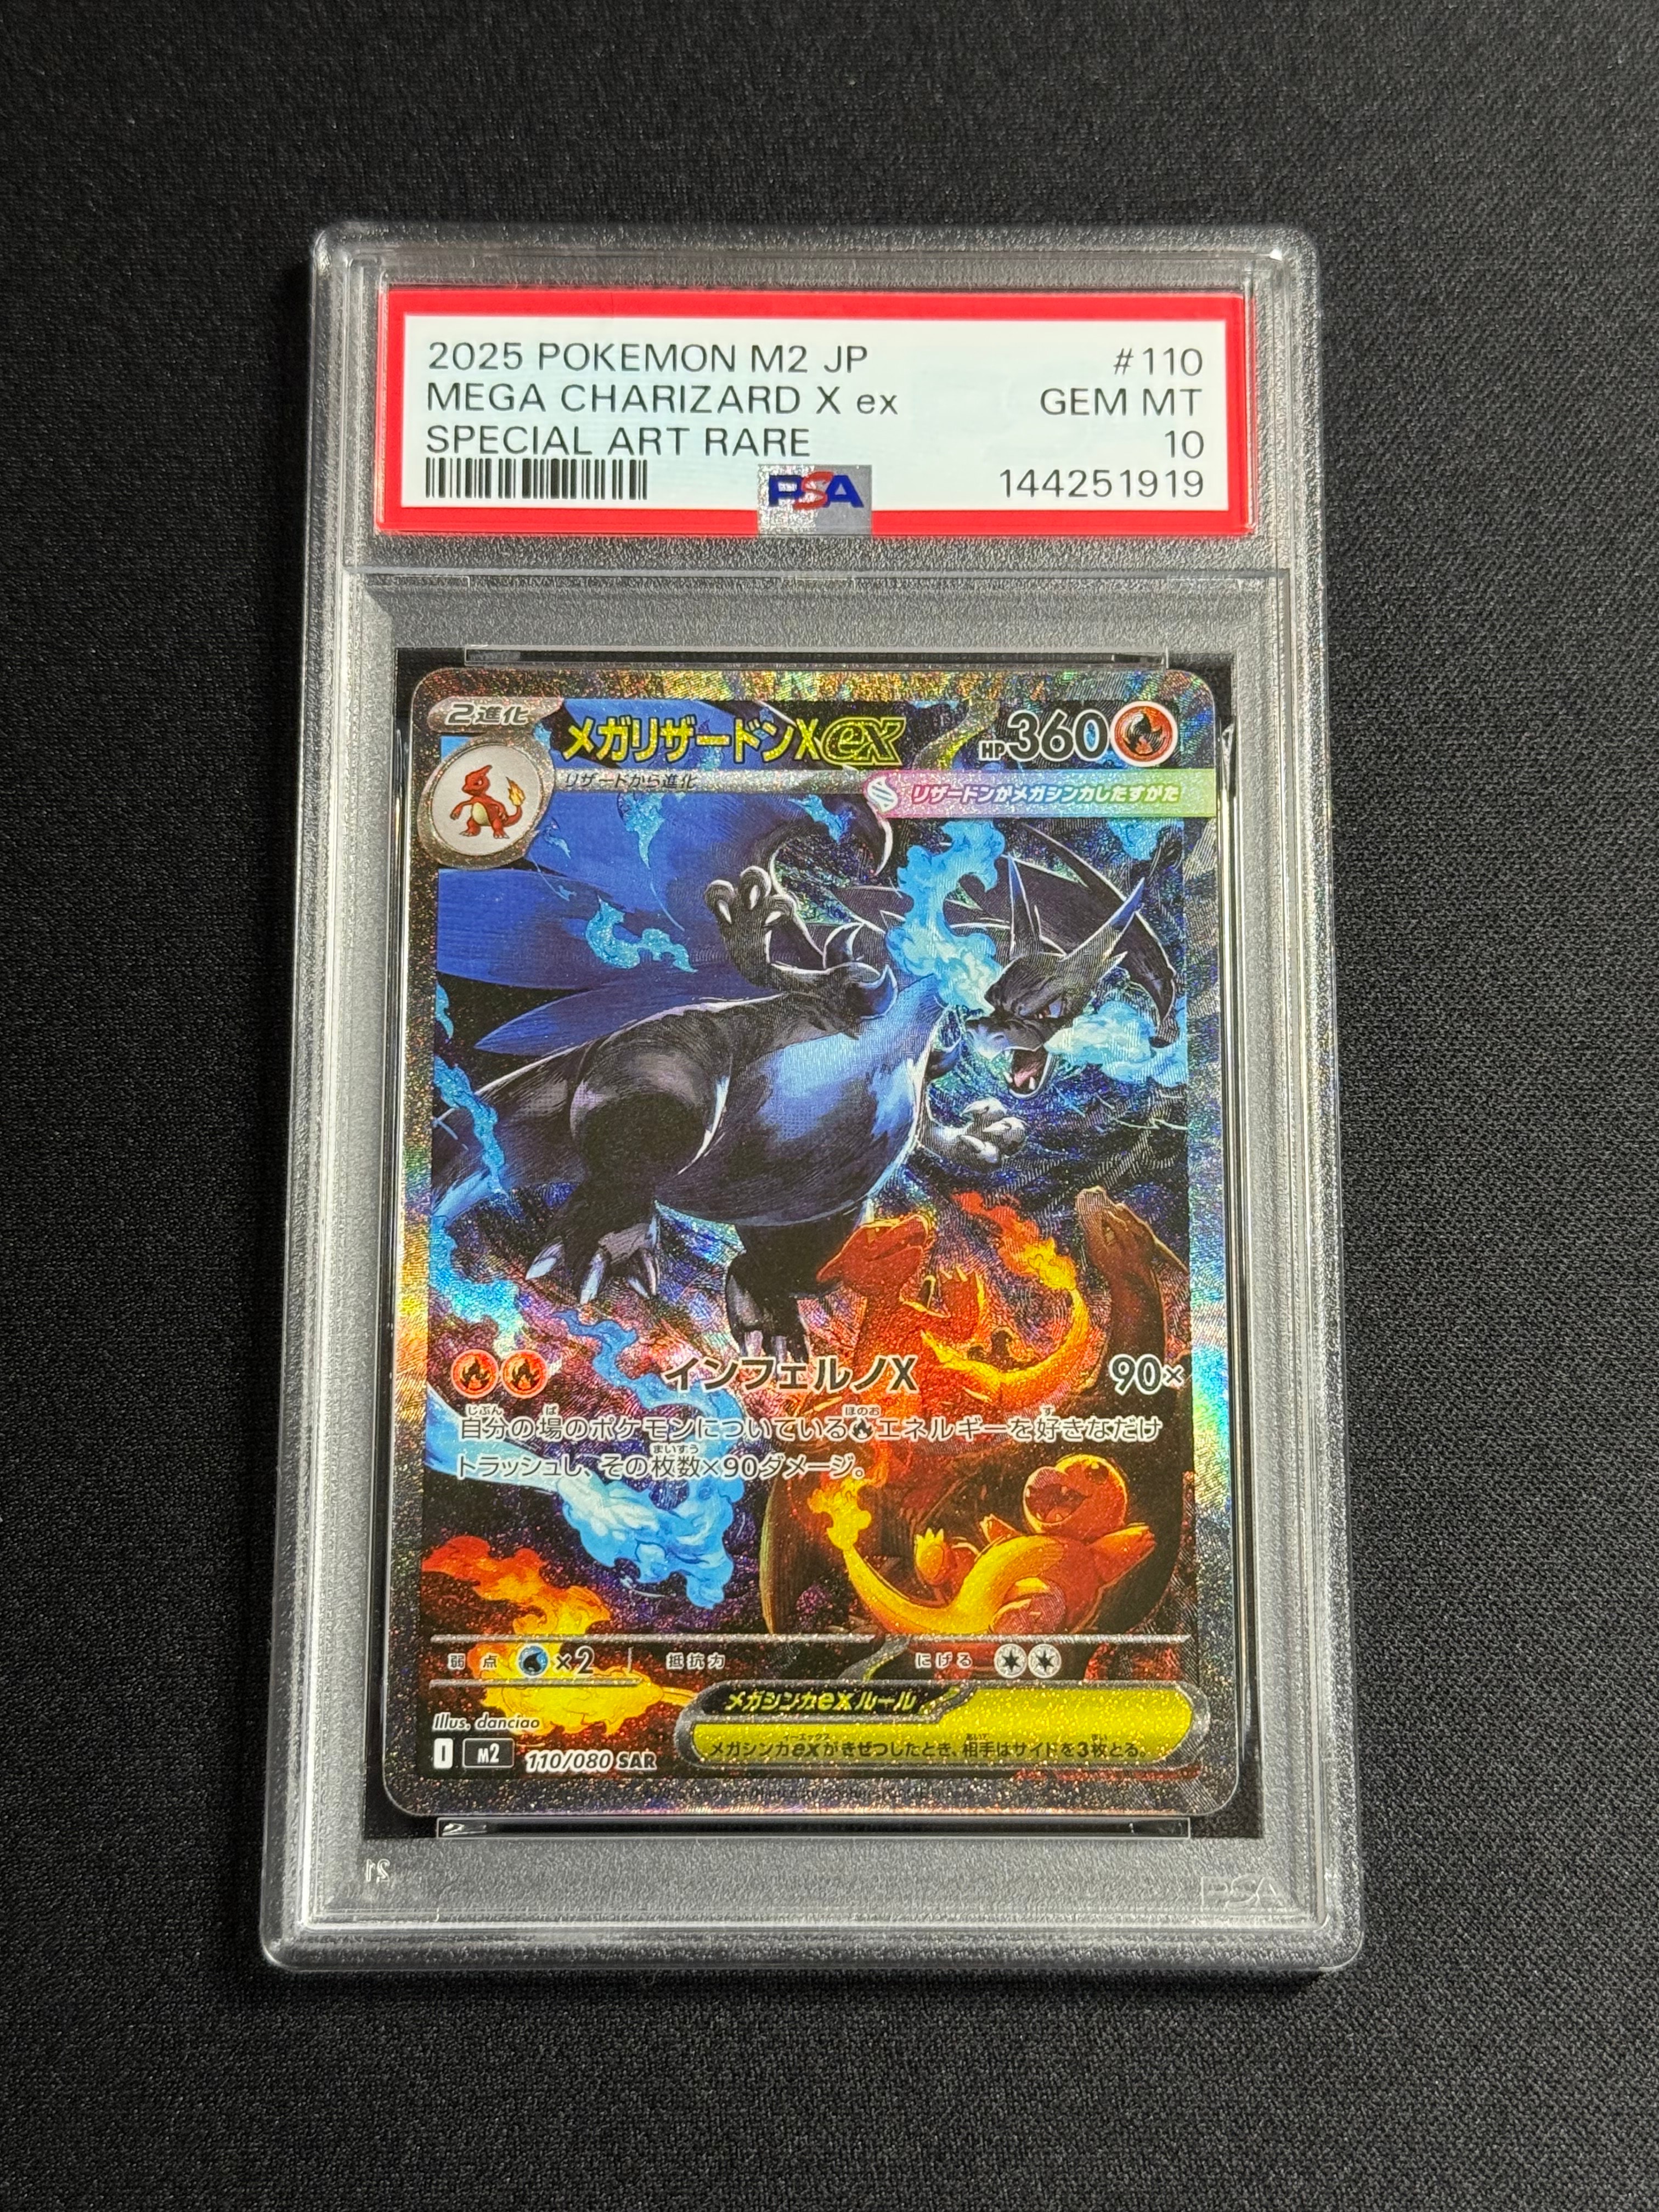 2025 POKEMON M2 JP #110
MEGA CHARIZARD X ex GEM MT
SPECIAL ART RARE 10
PSA 144251919
2進化 メガリザードンXex HP360
リザードから進化 リザードンがメガシンカしたすがた
インフェルノX 90×
自分の場のポケモンについているエネルギーを好きなだけ
トラッシュし、その枚数×90ダメージ。
弱点 ×2 抵抗力 にげる
メガシンカexルール
メガシンカexがきぜつしたとき、相手はサイドを3枚とる。
Illus. danciao
I M2 110/080 SAR
21 PSA